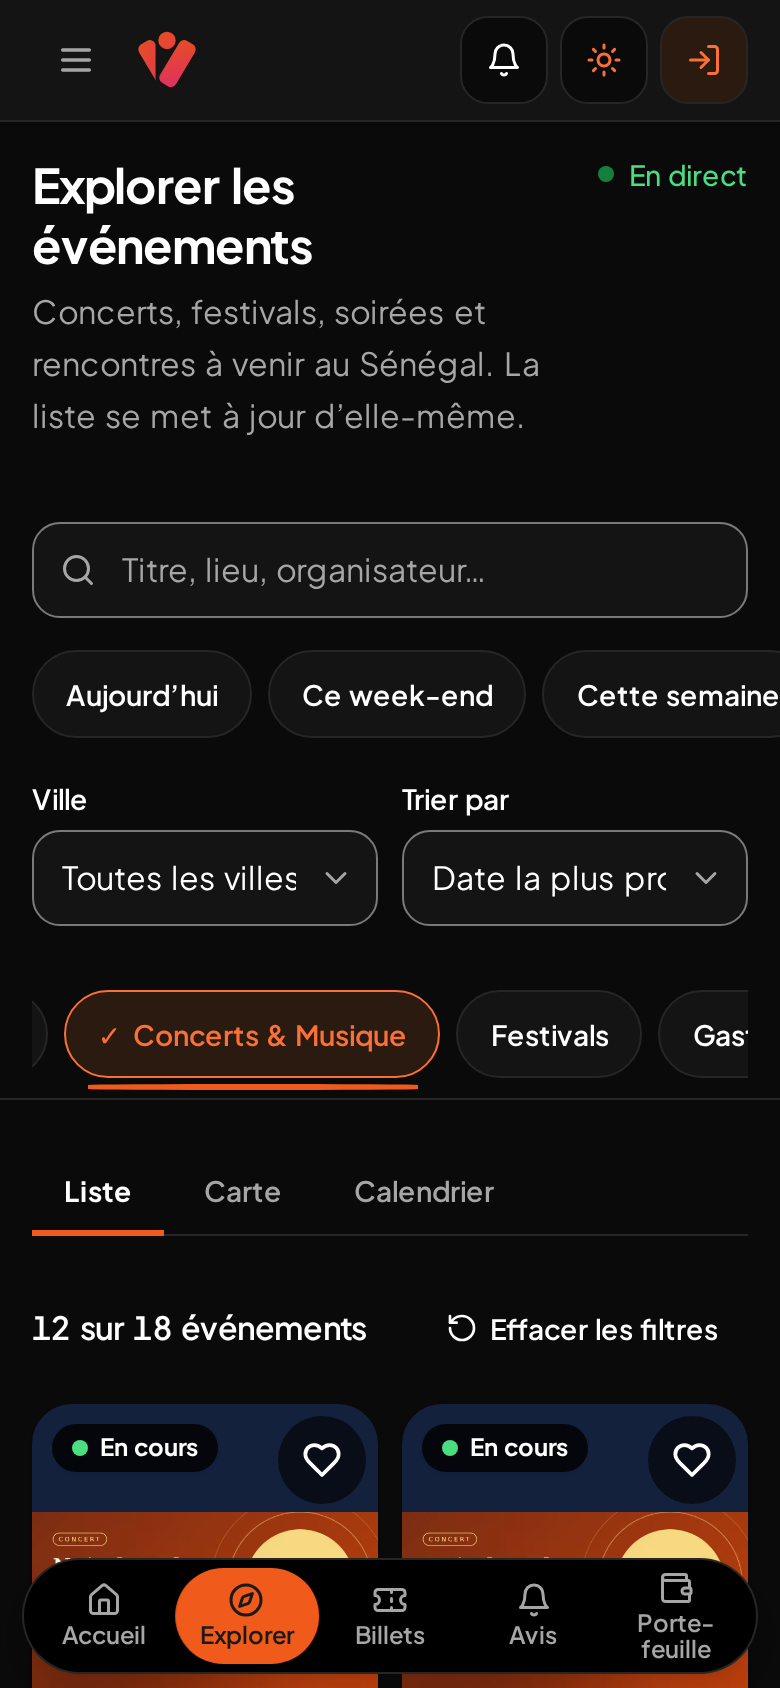 Explorer les
événements
En direct
Concerts, festivals, soirées et
rencontres à venir au Sénégal. La
liste se met à jour d’elle-même.
Titre, lieu, organisateur…
Aujourd’hui
Ce week-end
Cette semaine
Ville
Trier par
Toutes les villes
Date la plus
✓ Concerts & Musique
Festivals
Liste
Carte
Calendrier
12 sur 18 événements
Effacer les filtres
En cours
En cours
CONCERT
CONCERT
Accueil
Explorer
Billets
Avis
Porte-
feuille